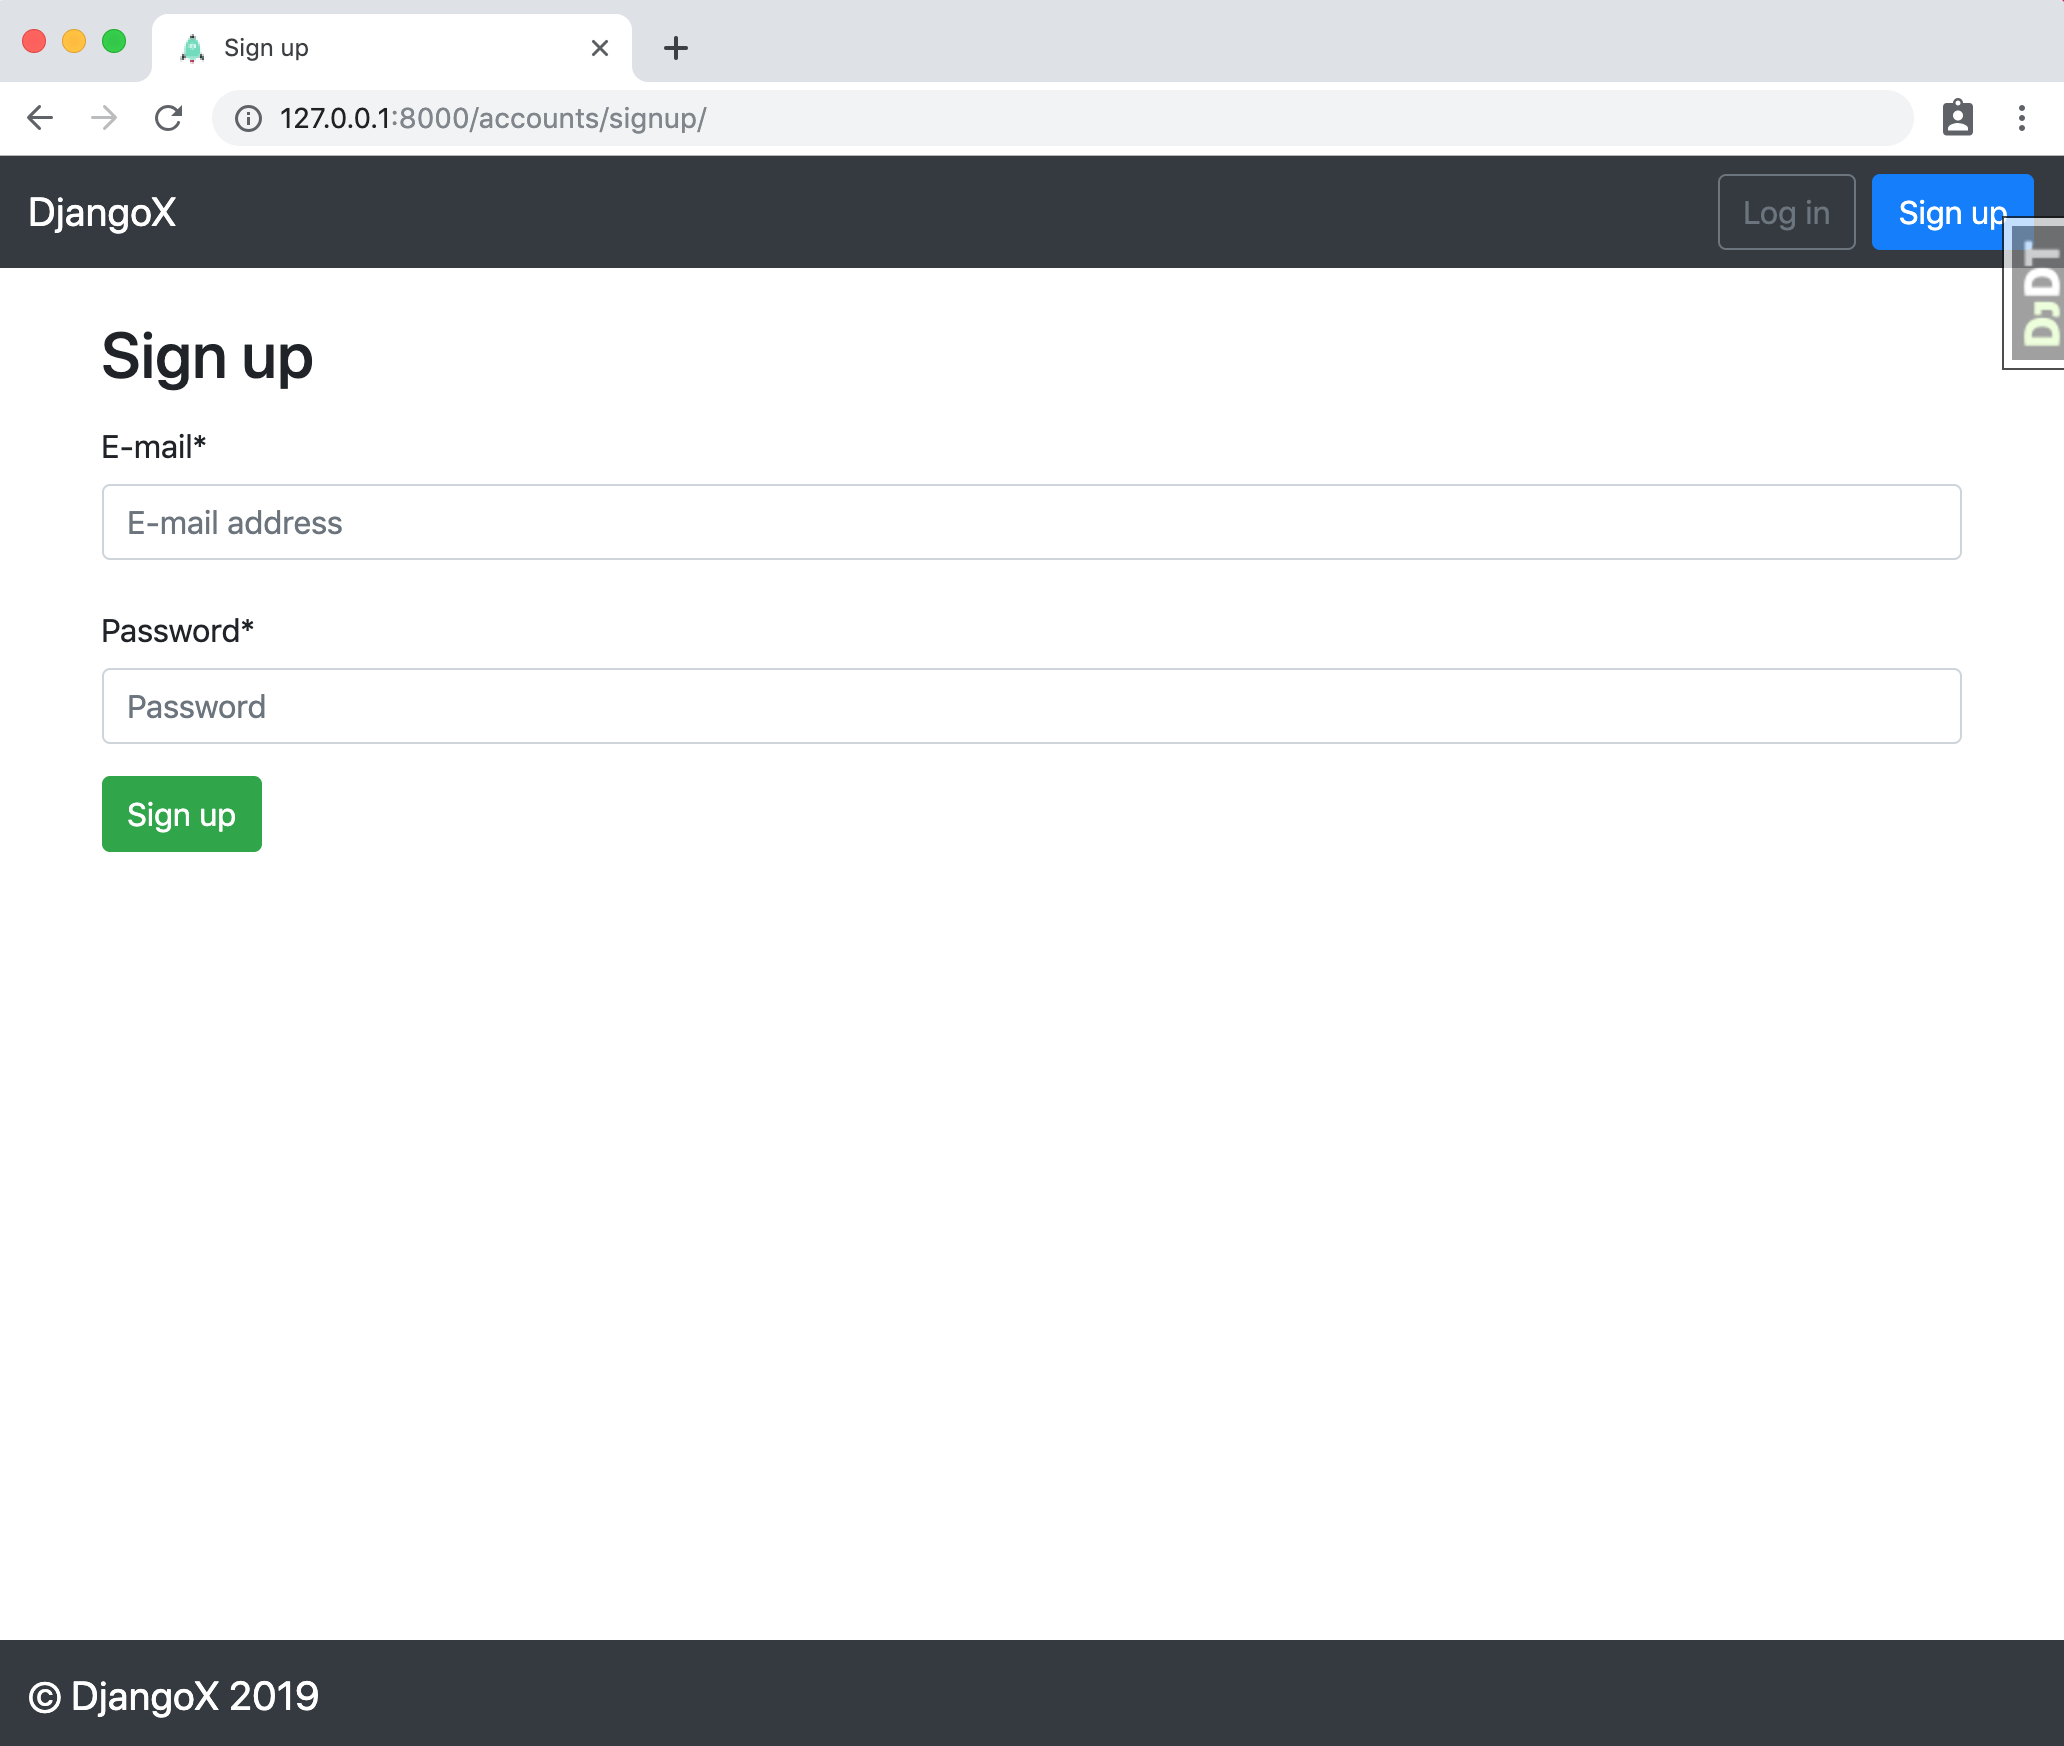 Sign up
127.0.0.1:8000/accounts/signup/
DjangoX
Log in
Sign up
DJDT
Sign up
E-mail*
E-mail address
Password*
Password
Sign up
© DjangoX 2019